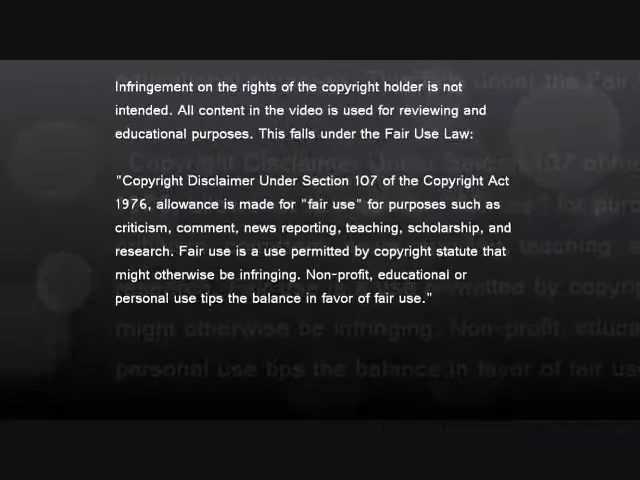 Infringement on the rights of the copyright holder is not
intended. All content in the video is used for reviewing and
educational purposes. This falls under the Fair Use Law:
"Copyright Disclaimer Under Section 107 of the Copyright Act
1976, allowance is made for "fair use" for purposes such as
criticism, comment, news reporting, teaching, scholarship, and
research. Fair use is a use permitted by copyright statute that
might otherwise be infringing. Non-profit, educational or
personal use tips the balance in favor of fair use."